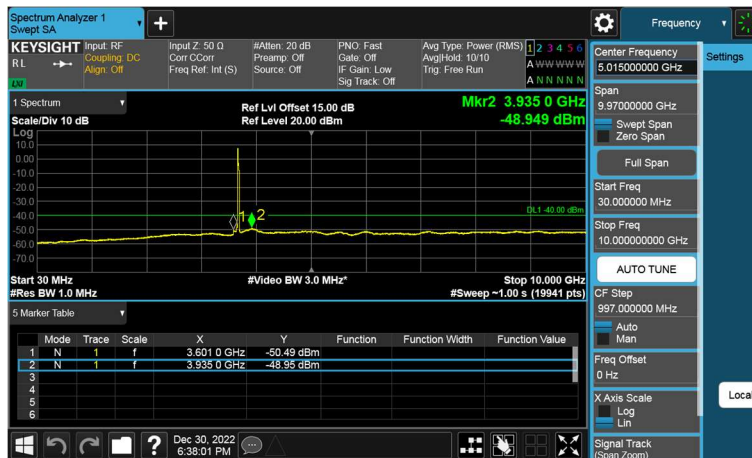 Spectrum Analyzer 1
Swept SA
Frequency
KEYSIGHT
RL
LXI
Input: RF
Coupling: DC
Align: Off
Input Z: 50 Ω
Corr CCorr
Freq Ref: Int (S)
#Atten: 20 dB
Preamp: Off
Source: Off
PNO: Fast
Gate: Off
IF Gain: Low
Sig Track: Off
Avg Type: Power (RMS)
Avg|Hold: 10/10
Trig: Free Run
1 2 3 4 5 6
A W W W W W
A N N N N N
1 Spectrum
Scale/Div 10 dB
Ref Lvl Offset 15.00 dB
Ref Level 20.00 dBm
Mkr2 3.935 0 GHz
-48.949 dBm
Log
10.0
0.00
-10.0
-20.0
-30.0
-40.0
-50.0
-60.0
-70.0
1
2
DL1 -40.00 dBm
Start 30 MHz
#Res BW 1.0 MHz
#Video BW 3.0 MHz*
Stop 10.000 GHz
#Sweep ~1.00 s (19941 pts)
5 Marker Table
Mode Trace Scale X Y Function Function Width Function Value
1 N 1 f 3.601 0 GHz -50.49 dBm
2 N 1 f 3.935 0 GHz -48.95 dBm
3
4
5
6
Dec 30, 2022
6:38:01 PM
Center Frequency
5.015000000 GHz
Settings
Span
9.97000000 GHz
Swept Span
Zero Span
Full Span
Start Freq
30.000000 MHz
Stop Freq
10.000000000 GHz
AUTO TUNE
CF Step
997.000000 MHz
Auto
Man
Freq Offset
0 Hz
X Axis Scale
Log
Lin
Local
Signal Track
(Span Zoom)